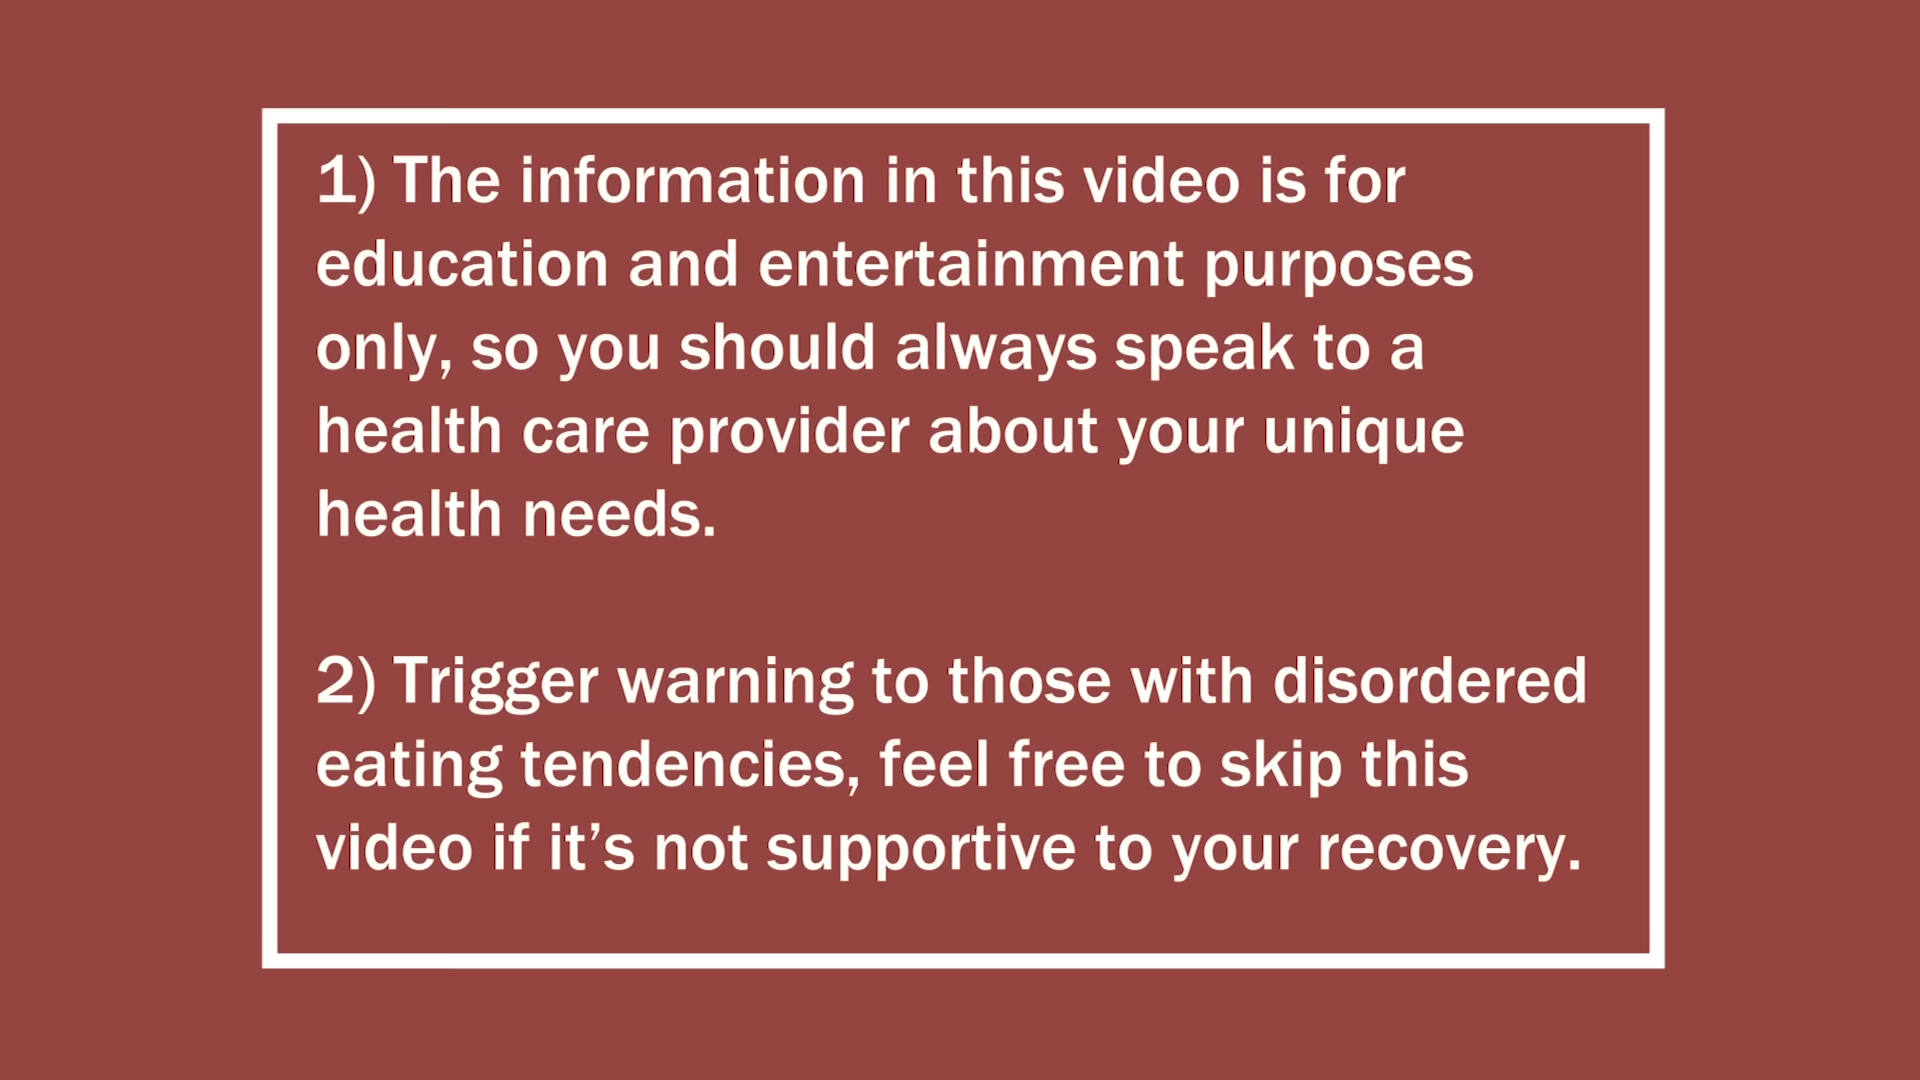 1) The information in this video is for
education and entertainment purposes
only, so you should always speak to a
health care provider about your unique
health needs.
2) Trigger warning to those with disordered
eating tendencies, feel free to skip this
video if it’s not supportive to your recovery.